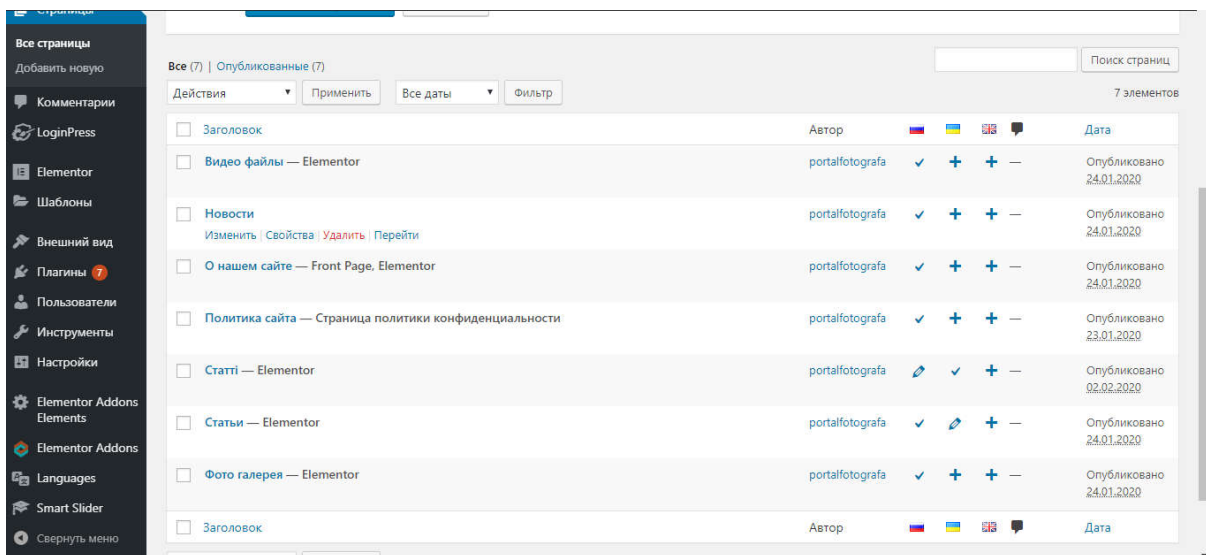 Страницы
Все страницы
Добавить новую
Комментарии
LoginPress
Elementor
Шаблоны
Внешний вид
Плагины 7
Пользователи
Инструменты
Настройки
Elementor Addons
Elements
Elementor Addons
Languages
Smart Slider
Свернуть меню
Все (7) | Опубликованные (7)
Поиск страниц
Действия Применить Все даты Фильтр 7 элементов
Заголовок Автор Дата
Видео файлы — Elementor portalfotografa — Опубликовано
24.01.2020
Новости portalfotografa — Опубликовано
Изменить | Свойства | Удалить | Перейти 24.01.2020
О нашем сайте — Front Page, Elementor portalfotografa — Опубликовано
24.01.2020
Политика сайта — Страница политики конфиденциальности portalfotografa — Опубликовано
23.01.2020
Статті — Elementor portalfotografa — Опубликовано
02.02.2020
Статьи — Elementor portalfotografa — Опубликовано
24.01.2020
Фото галерея — Elementor portalfotografa — Опубликовано
24.01.2020
Заголовок Автор Дата